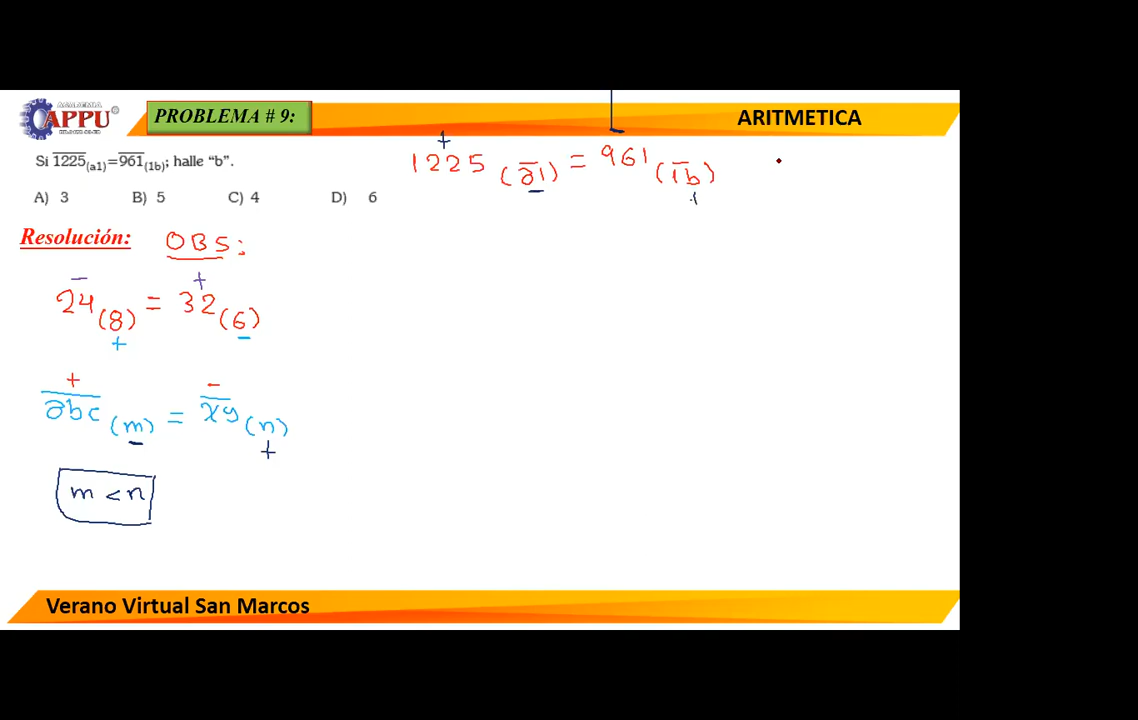 ACADEMIA
APPU
PROBLEMA # 9:
ARITMETICA
Si 1225(a1)=961(1b); halle “b”.
A) 3 B) 5 C) 4 D) 6
+
1225 (a1) = 961 (1b)
- +
Resolución: OBS:
- +
24 (8) = 32 (6)
+ -
+ -
abc (m) = xy (n)
- +
m < n
Verano Virtual San Marcos